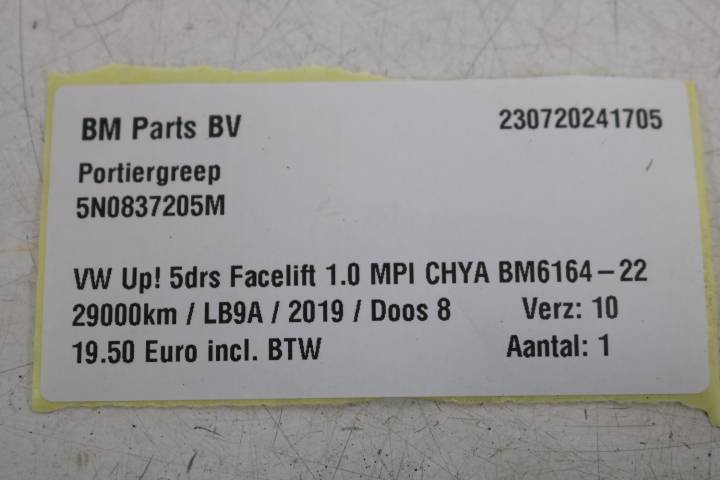 BM Parts BV 230720241705
Portiergreep
5N0837205M
VW Up! 5drs Facelift 1.0 MPI CHYA BM6164-22
29000km / LB9A / 2019 / Doos 8 Verz: 10
19.50 Euro incl. BTW Aantal: 1